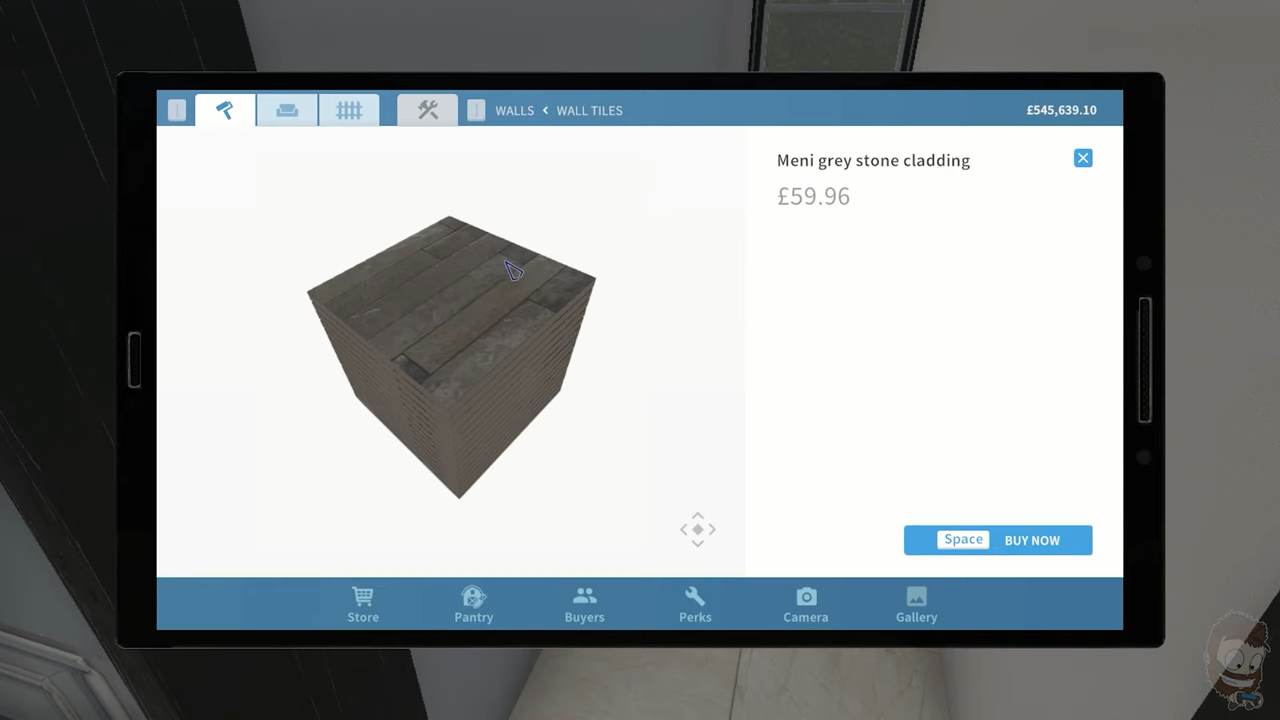 WALLS < WALL TILES
£545,639.10
Meni grey stone cladding
£59.96
Space BUY NOW
Store
Pantry
Buyers
Perks
Camera
Gallery